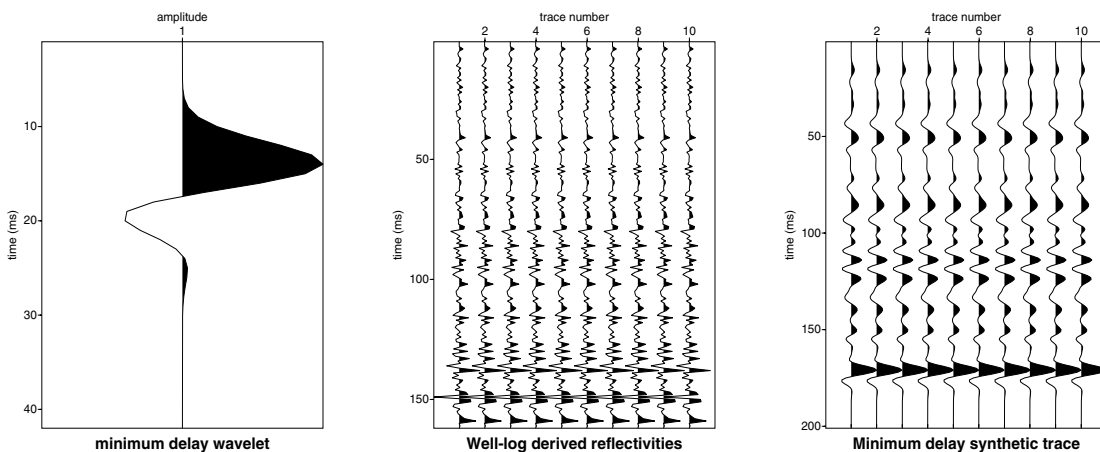 amplitude
1
10
20
30
40
time (ms)
minimum delay wavelet
trace number
2 4 6 8 10
50
100
150
time (ms)
Well-log derived reflectivities
trace number
2 4 6 8 10
50
100
150
200
time (ms)
Minimum delay synthetic trace